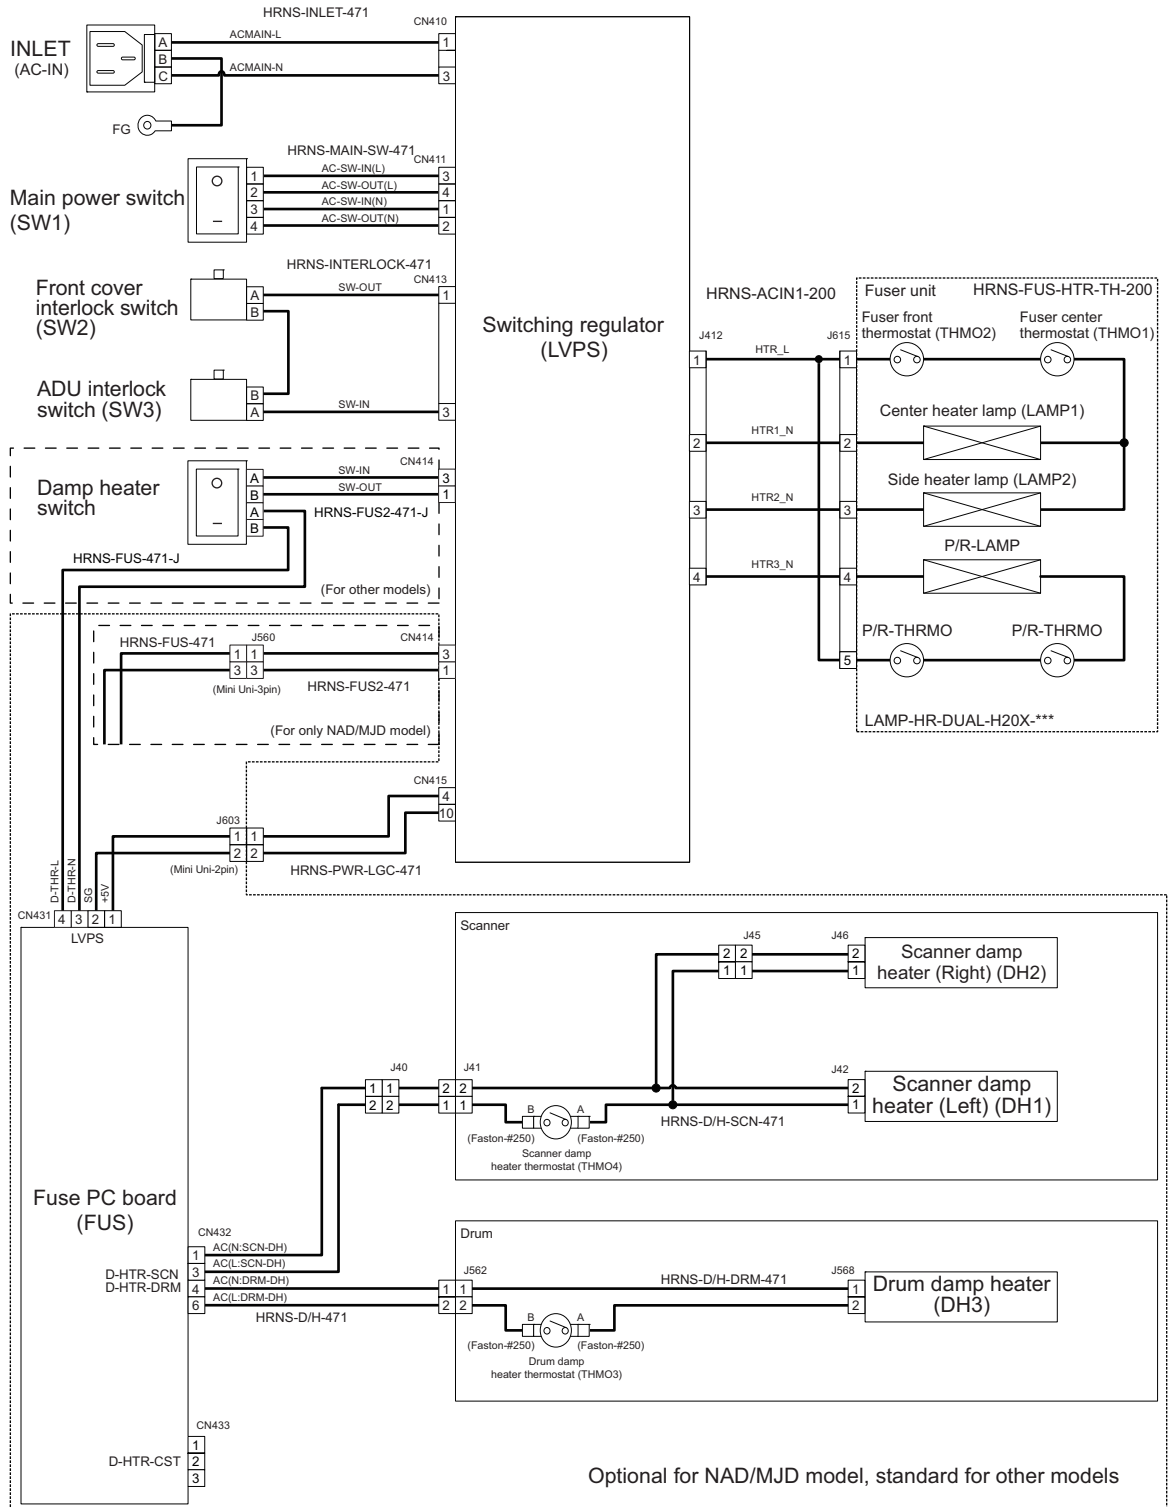 HRNS-INLET-471
CN410
INLET
(AC-IN)
A
B
C
ACMAIN-L
ACMAIN-N
1
3
FG
HRNS-MAIN-SW-471
CN411
Main power switch
(SW1)
1
2
3
4
AC-SW-IN(L)
AC-SW-OUT(L)
AC-SW-IN(N)
AC-SW-OUT(N)
3
4
1
2
HRNS-INTERLOCK-471
CN413
Front cover
interlock switch
(SW2)
A
B
SW-OUT
1
ADU interlock
switch (SW3)
B
A
SW-IN
3
Switching regulator
(LVPS)
Damp heater
switch
A
B
A
B
SW-IN
SW-OUT
CN414
3
1
HRNS-FUS2-471-J
HRNS-FUS-471-J
(For other models)
HRNS-FUS-471
J560
CN414
1 1
3 3
3
1
(Mini Uni-3pin)
HRNS-FUS2-471
(For only NAD/MJD model)
CN415
4
10
J603
1 1
2 2
(Mini Uni-2pin)
HRNS-PWR-LGC-471
HRNS-ACIN1-200
J412
1
2
3
4
HTR_L
HTR1_N
HTR2_N
HTR3_N
J615
1
2
3
4
5
Fuser unit
HRNS-FUS-HTR-TH-200
Fuser front
thermostat (THMO2)
Fuser center
thermostat (THMO1)
Center heater lamp (LAMP1)
Side heater lamp (LAMP2)
P/R-LAMP
P/R-THRMO
P/R-THRMO
LAMP-HR-DUAL-H20X-***
D-THR-L
D-THR-N
SG
+5V
CN431
4 3 2 1
LVPS
Fuse PC board
(FUS)
Scanner
J45
2 2
1 1
J46
2
1
Scanner damp
heater (Right) (DH2)
J40
1 1
2 2
J41
2 2
1 1
J42
2
1
Scanner damp
heater (Left) (DH1)
B
A
(Faston-#250)
(Faston-#250)
HRNS-D/H-SCN-471
Scanner damp
heater thermostat (THMO4)
CN432
D-HTR-SCN
D-HTR-DRM
1
3
4
6
AC(N:SCN-DH)
AC(L:SCN-DH)
AC(N:DRM-DH)
AC(L:DRM-DH)
HRNS-D/H-471
Drum
J562
1 1
2 2
HRNS-D/H-DRM-471
J568
1
2
Drum damp heater
(DH3)
B
A
(Faston-#250)
(Faston-#250)
Drum damp
heater thermostat (THMO3)
CN433
D-HTR-CST
1
2
3
Optional for NAD/MJD model, standard for other models